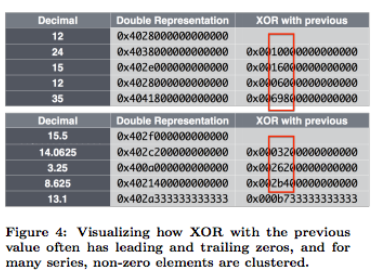 Decimal Double Representation XOR with previous
12 0x4028000000000000
24 0x4038000000000000 0x0010000000000000
15 0x402e000000000000 0x0016000000000000
12 0x4028000000000000 0x0006000000000000
35 0x4041800000000000 0x0069800000000000
Decimal Double Representation XOR with previous
15.5 0x402f000000000000
14.0625 0x402c200000000000 0x0003200000000000
3.25 0x400a000000000000 0x0026200000000000
8.625 0x4021400000000000 0x002b400000000000
13.1 0x402a333333333333 0x000b733333333333
Figure 4: Visualizing how XOR with the previous
value often has leading and trailing zeros, and for
many series, non-zero elements are clustered.